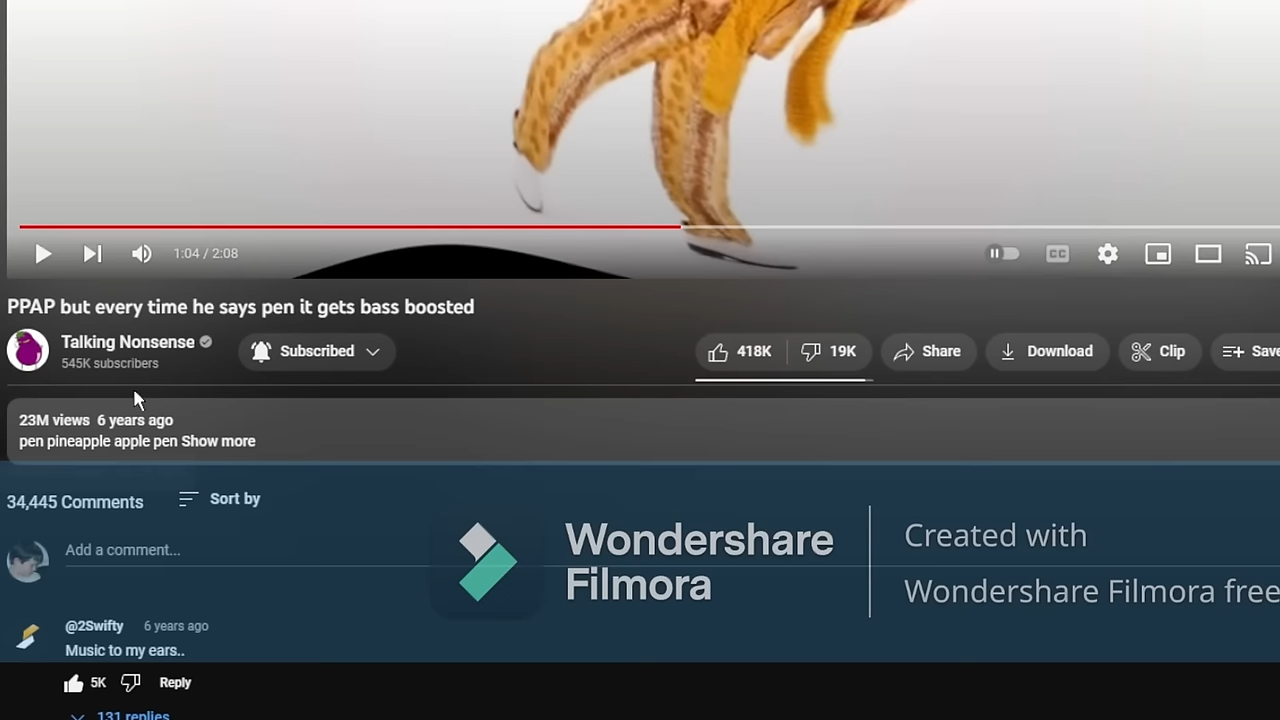 1:04 / 2:08
CC
PPAP but every time he says pen it gets bass boosted
Talking Nonsense
545K subscribers
Subscribed
418K
19K
Share
Download
Clip
Save
23M views 6 years ago
pen pineapple apple pen Show more
34,445 Comments
Sort by
Add a comment...
Wondershare
Filmora
Created with
Wondershare Filmora free
@2Swifty 6 years ago
Music to my ears..
5K
Reply
131 replies